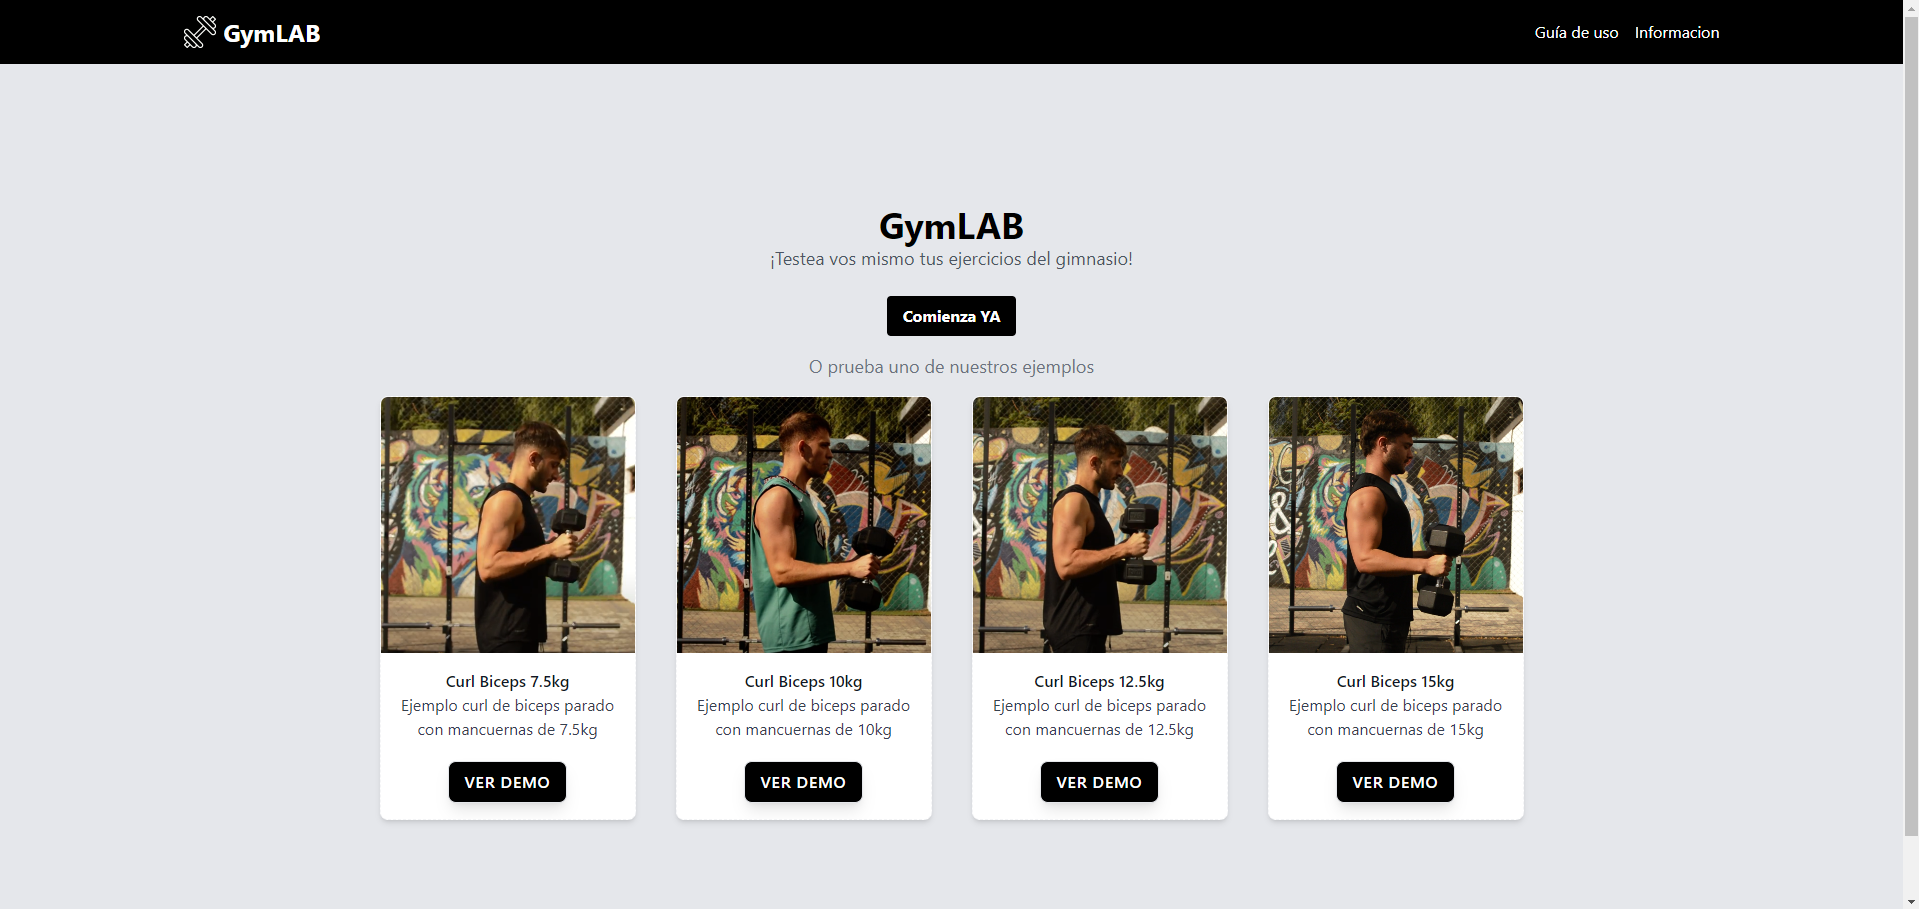 GymLAB
Guía de uso
Informacion
GymLAB
¡Testea vos mismo tus ejercicios del gimnasio!
Comienza YA
O prueba uno de nuestros ejemplos
Curl Biceps 7.5kg
Ejemplo curl de biceps parado
con mancuernas de 7.5kg
VER DEMO
Curl Biceps 10kg
Ejemplo curl de biceps parado
con mancuernas de 10kg
VER DEMO
Curl Biceps 12.5kg
Ejemplo curl de biceps parado
con mancuernas de 12.5kg
VER DEMO
Curl Biceps 15kg
Ejemplo curl de biceps parado
con mancuernas de 15kg
VER DEMO